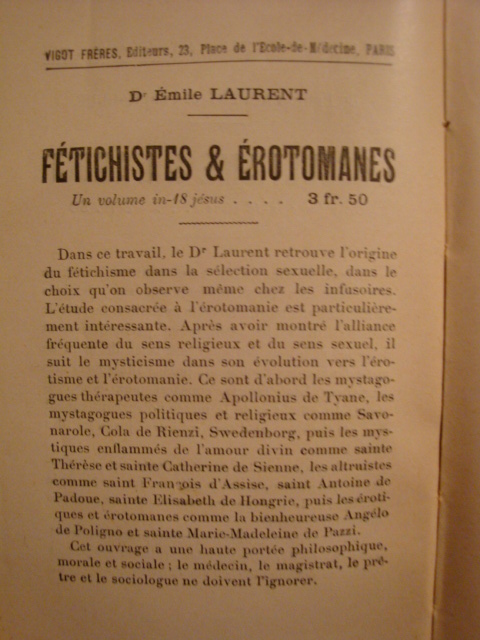 VIGOT FRÈRES, Editeurs, 23, Place de l'Ecole-de-Médecine, PARIS
Dr Émile LAURENT
FÉTICHISTES & ÉROTOMANES
Un volume in-18 jésus . . . . 3 fr. 50
Dans ce travail, le Dr Laurent retrouve l'origine
du fétichisme dans la sélection sexuelle, dans le
choix qu'on observe même chez les infusoires.
L'étude consacrée à l'érotomanie est particulière-
ment intéressante. Après avoir montré l'alliance
fréquente du sens religieux et du sens sexuel, il
suit le mysticisme dans son évolution vers l'éro-
tisme et l'érotomanie. Ce sont d'abord les mystago-
gues thérapeutes comme Apollonius de Tyane, les
mystagogues politiques et religieux comme Savo-
narole, Cola de Rienzi, Swedenborg, puis les mys-
tiques enflammés de l'amour divin comme sainte
Thérèse et sainte Catherine de Sienne, les altruistes
comme saint François d'Assise, saint Antoine de
Padoue, sainte Elisabeth de Hongrie, puis les éroti-
ques et érotomanes comme la bienheureuse Angélo
de Poligno et sainte Marie-Madeleine de Pazzi.
Cet ouvrage a une haute portée philosophique,
morale et sociale ; le médecin, le magistrat, le prê-
tre et le sociologue ne doivent l'ignorer.